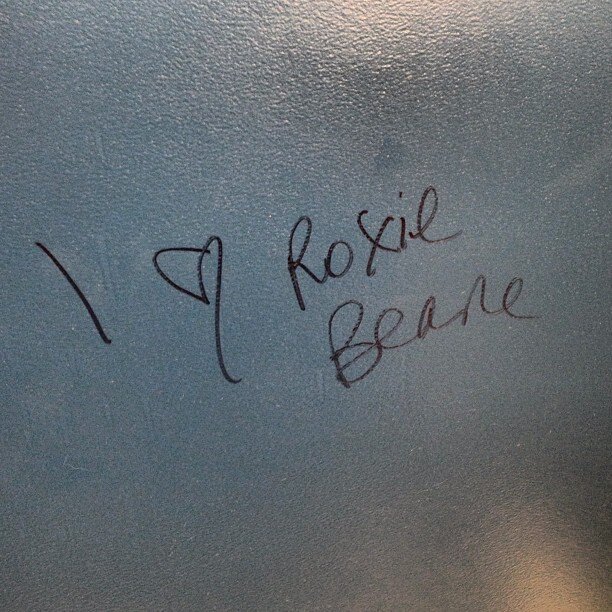 I ♡ Roxie
Beane